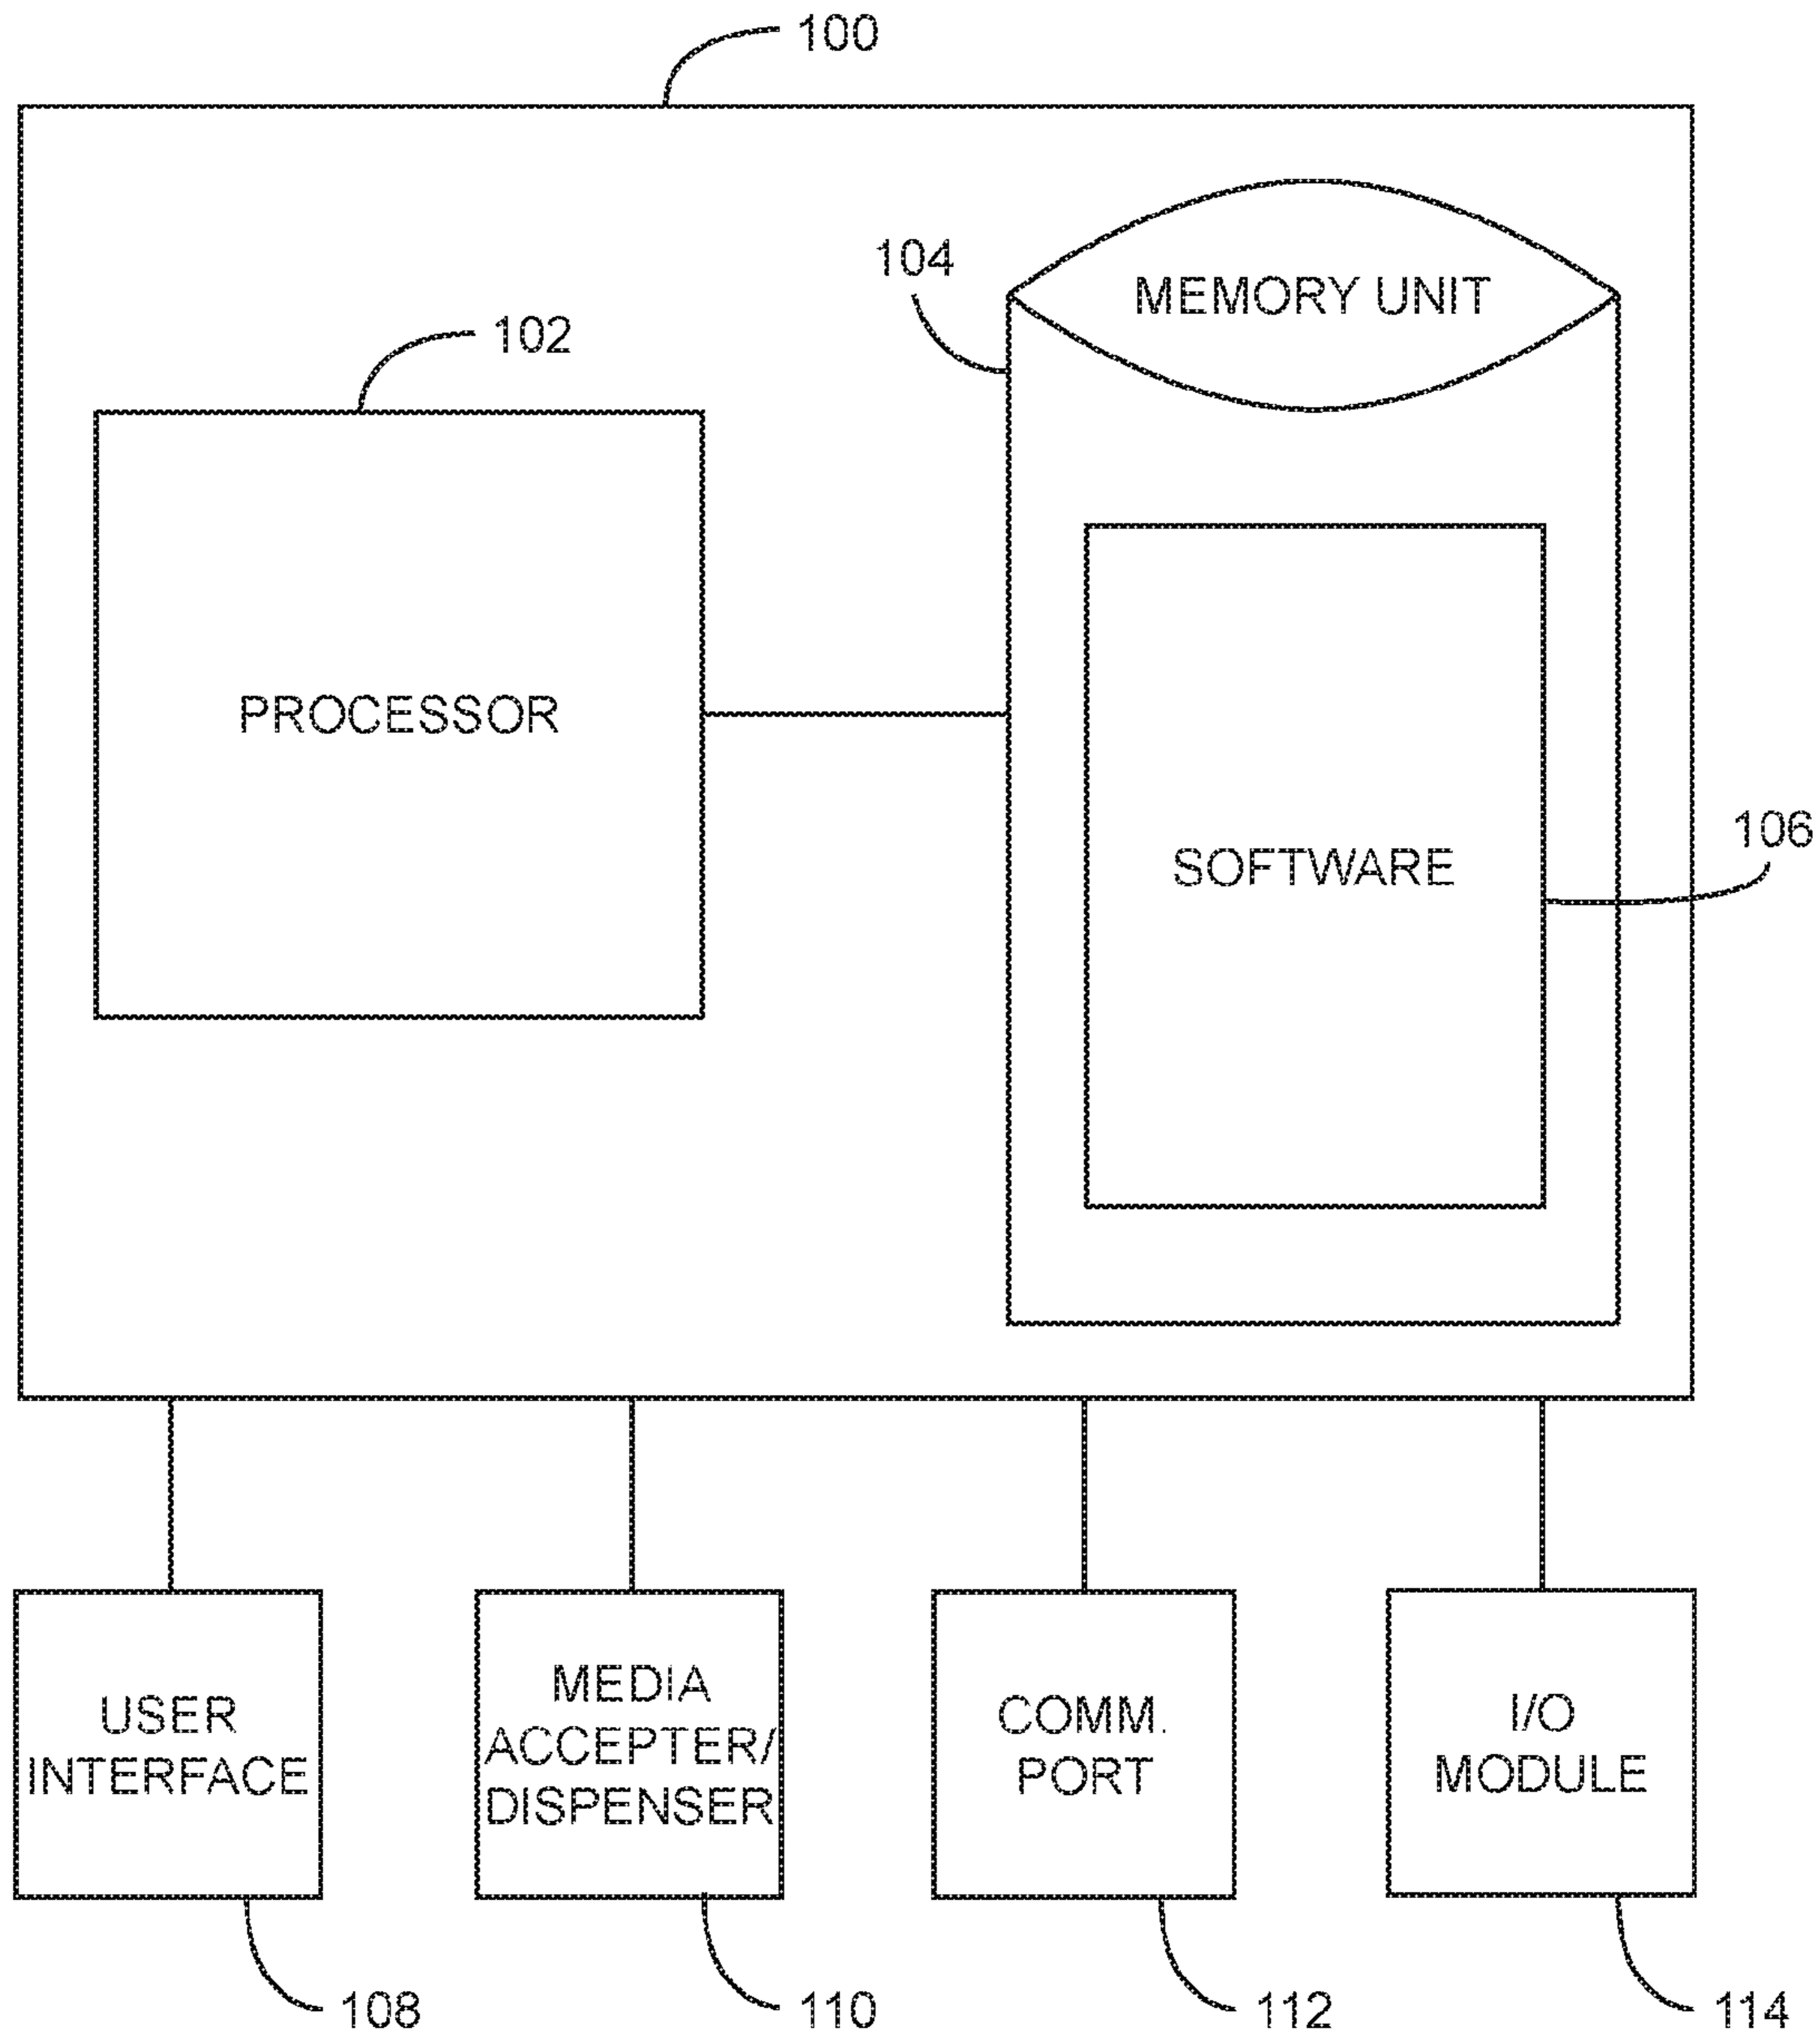 100
104
MEMORY UNIT
102
PROCESSOR
106
SOFTWARE
USER
INTERFACE
MEDIA
ACCEPTER/
DISPENSER
COMM.
PORT
I/O
MODULE
108
110
112
114